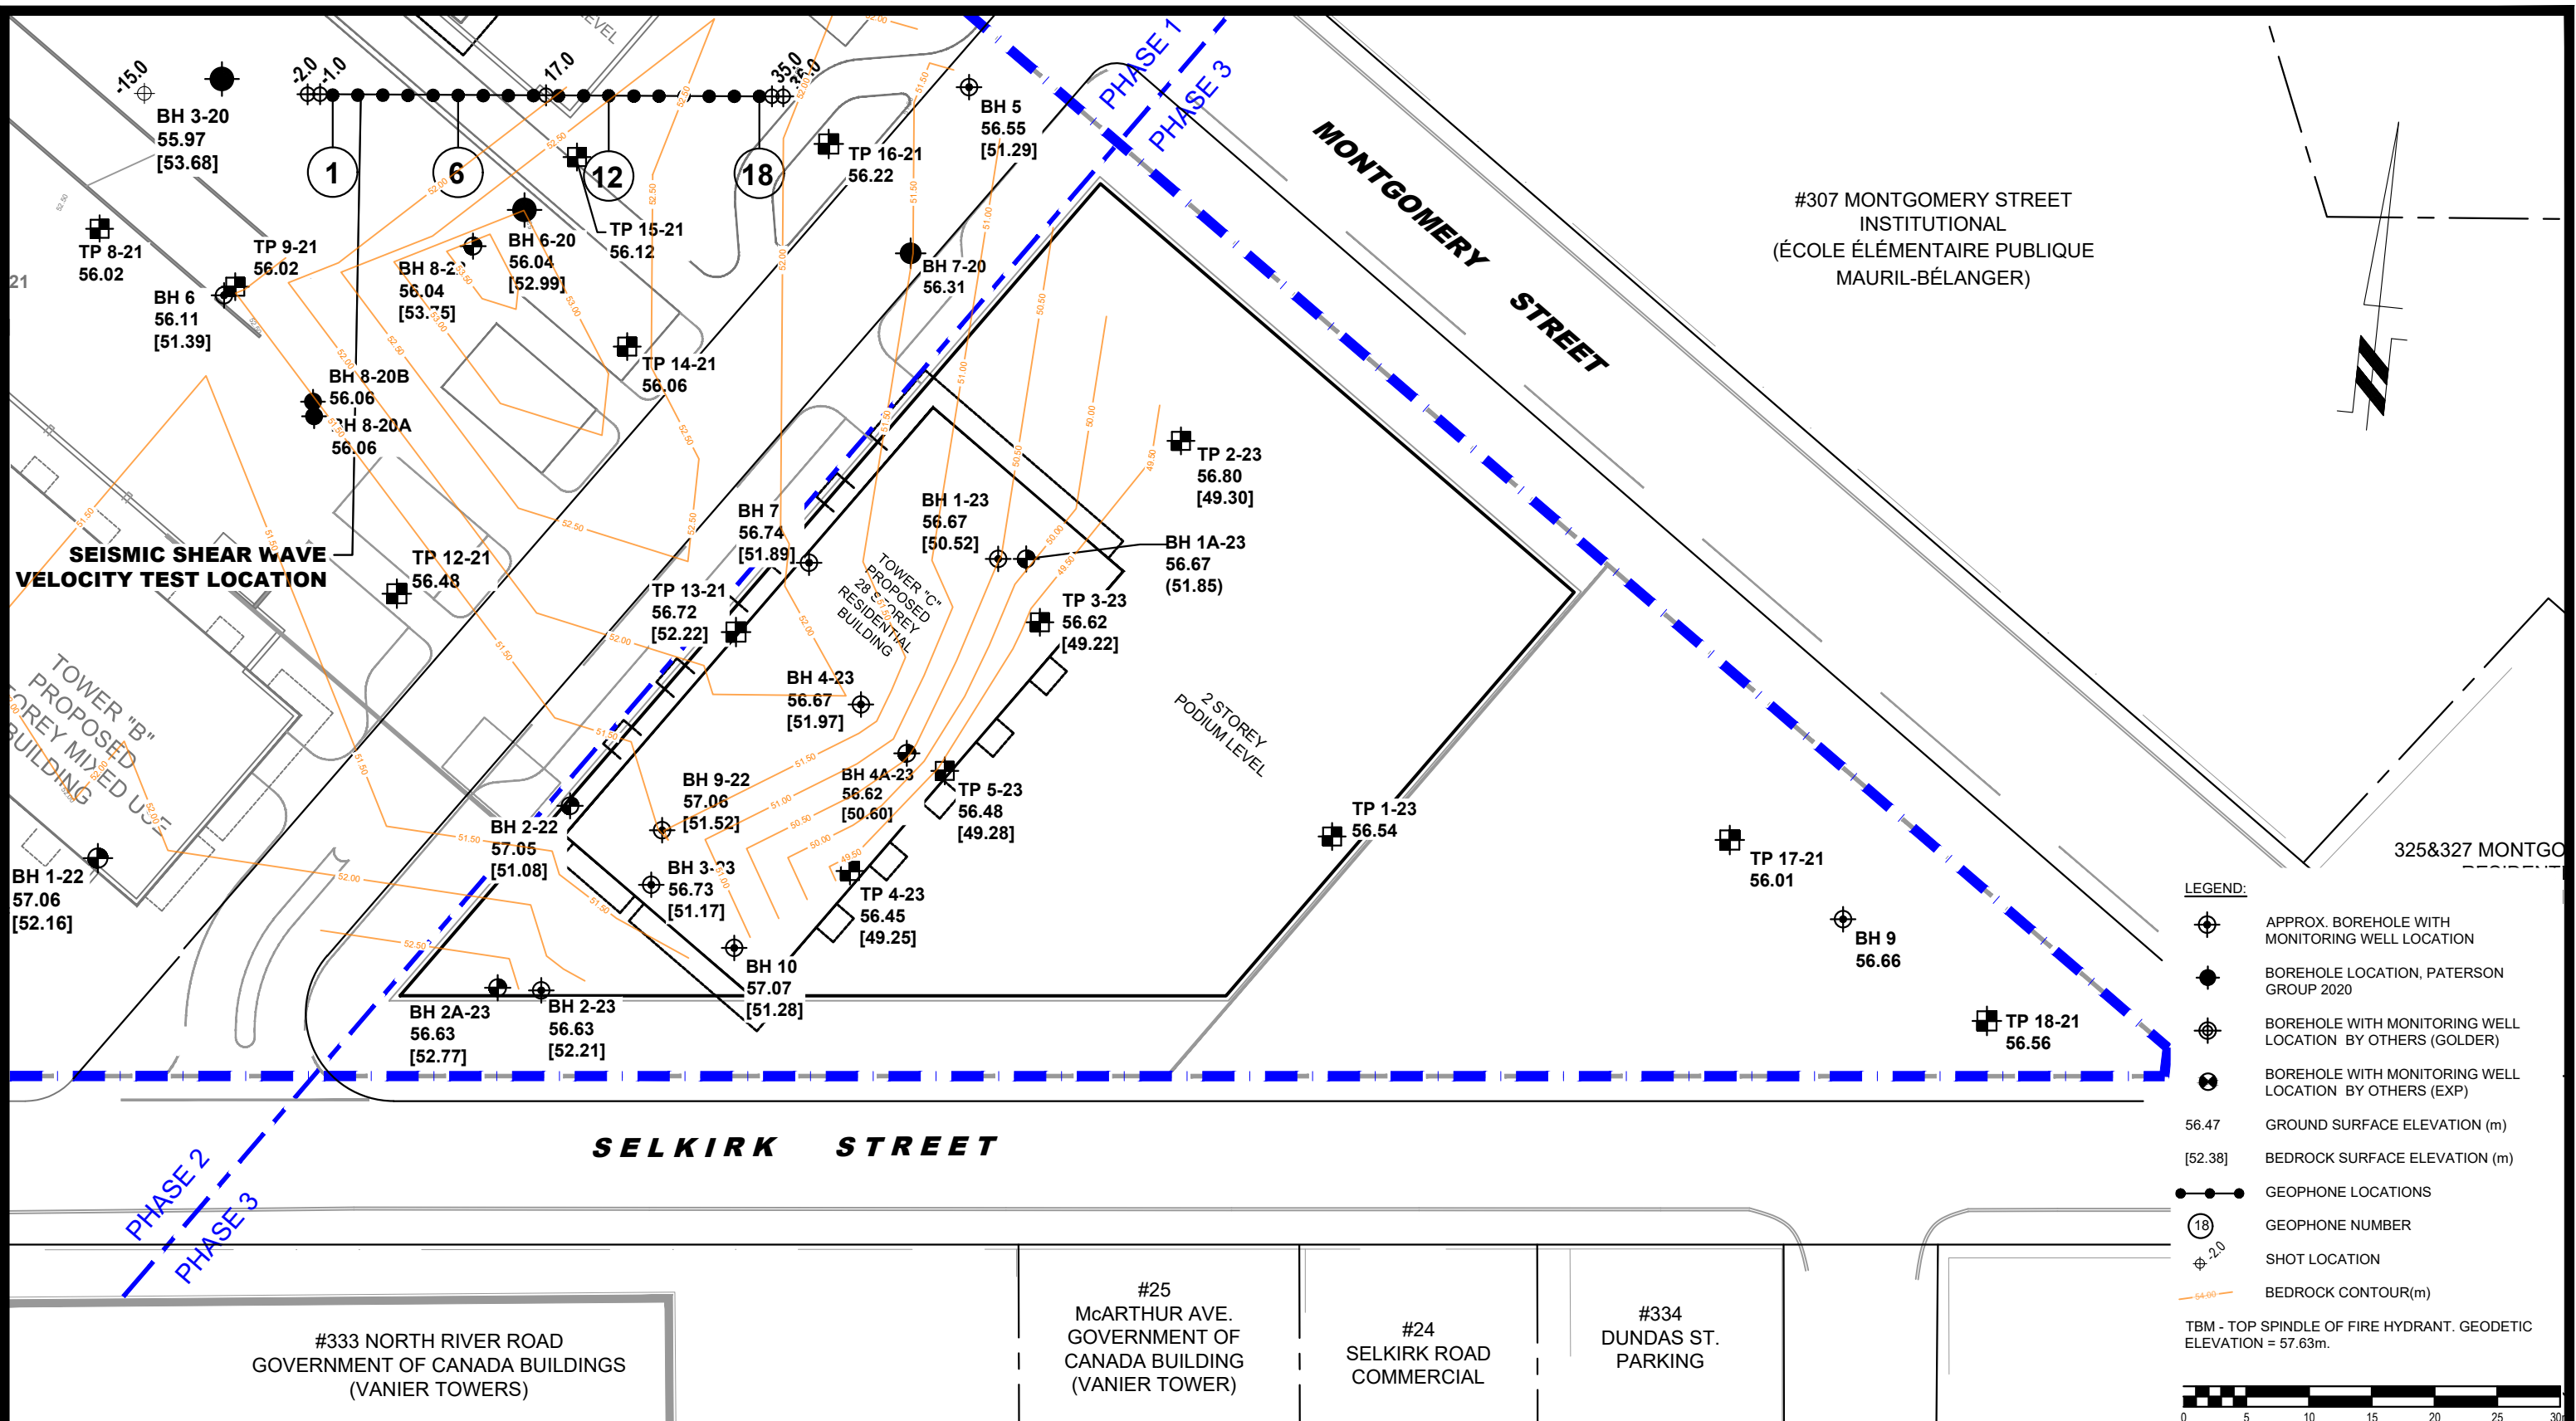 LEVEL
PHASE 1
PHASE 3
MONTGOMERY STREET
#307 MONTGOMERY STREET
INSTITUTIONAL
(ÉCOLE ÉLÉMENTAIRE PUBLIQUE
MAURIL-BÉLANGER)
-15.0
-2.0
-1.0
17.0
35.0
BH 3-20
55.97
[53.68]
1
6
12
18
BH 5
56.55
[51.29]
TP 16-21
56.22
TP 15-21
56.12
TP 8-21
56.02
TP 9-21
56.02
BH 6
56.11
[51.39]
BH 6-20
56.04
[52.99]
56.04
BH 7-20
56.31
21
TP 14-21
56.06
BH 8-20B
56.06
BH 8-20A
56.06
SEISMIC SHEAR WAVE
VELOCITY TEST LOCATION
TP 12-21
56.48
TP 2-23
56.80
[49.30]
BH 7
56.74
[51.89]
BH 1-23
56.67
[50.52]
BH 1A-23
56.67
(51.85)
TP 13-21
56.72
[52.22]
TOWER "C"
PROPOSED
28 STOREY
RESIDENTIAL
BUILDING
TP 3-23
56.62
[49.22]
BH 4-23
56.67
[51.97]
2 STOREY
PODIUM LEVEL
TOWER "B"
PROPOSED
OREY MIXED USE
BUILDING
BH 9-22
57.06
[51.52]
BH 4A-23
56.62
[50.60]
TP 5-23
56.48
[49.28]
TP 1-23
56.54
BH 2-22
57.05
[51.08]
BH 3-23
56.73
[51.17]
TP 4-23
56.45
[49.25]
BH 1-22
57.06
[52.16]
BH 10
57.07
[51.28]
BH 2A-23
56.63
[52.77]
BH 2-23
56.63
[52.21]
TP 17-21
56.01
BH 9
56.66
TP 18-21
56.56
325&327 MONTGO
SELKIRK STREET
PHASE 2
PHASE 3
#333 NORTH RIVER ROAD
GOVERNMENT OF CANADA BUILDINGS
(VANIER TOWERS)
#25
McARTHUR AVE.
GOVERNMENT OF
CANADA BUILDING
(VANIER TOWER)
#24
SELKIRK ROAD
COMMERCIAL
#334
DUNDAS ST.
PARKING
LEGEND:
APPROX. BOREHOLE WITH
MONITORING WELL LOCATION
BOREHOLE LOCATION, PATERSON
GROUP 2020
BOREHOLE WITH MONITORING WELL
LOCATION BY OTHERS (GOLDER)
BOREHOLE WITH MONITORING WELL
LOCATION BY OTHERS (EXP)
56.47 GROUND SURFACE ELEVATION (m)
[52.38] BEDROCK SURFACE ELEVATION (m)
GEOPHONE LOCATIONS
18 GEOPHONE NUMBER
-2.0 SHOT LOCATION
54.00 BEDROCK CONTOUR(m)
TBM - TOP SPINDLE OF FIRE HYDRANT. GEODETIC
ELEVATION = 57.63m.
0 5 10 15 20 25 30